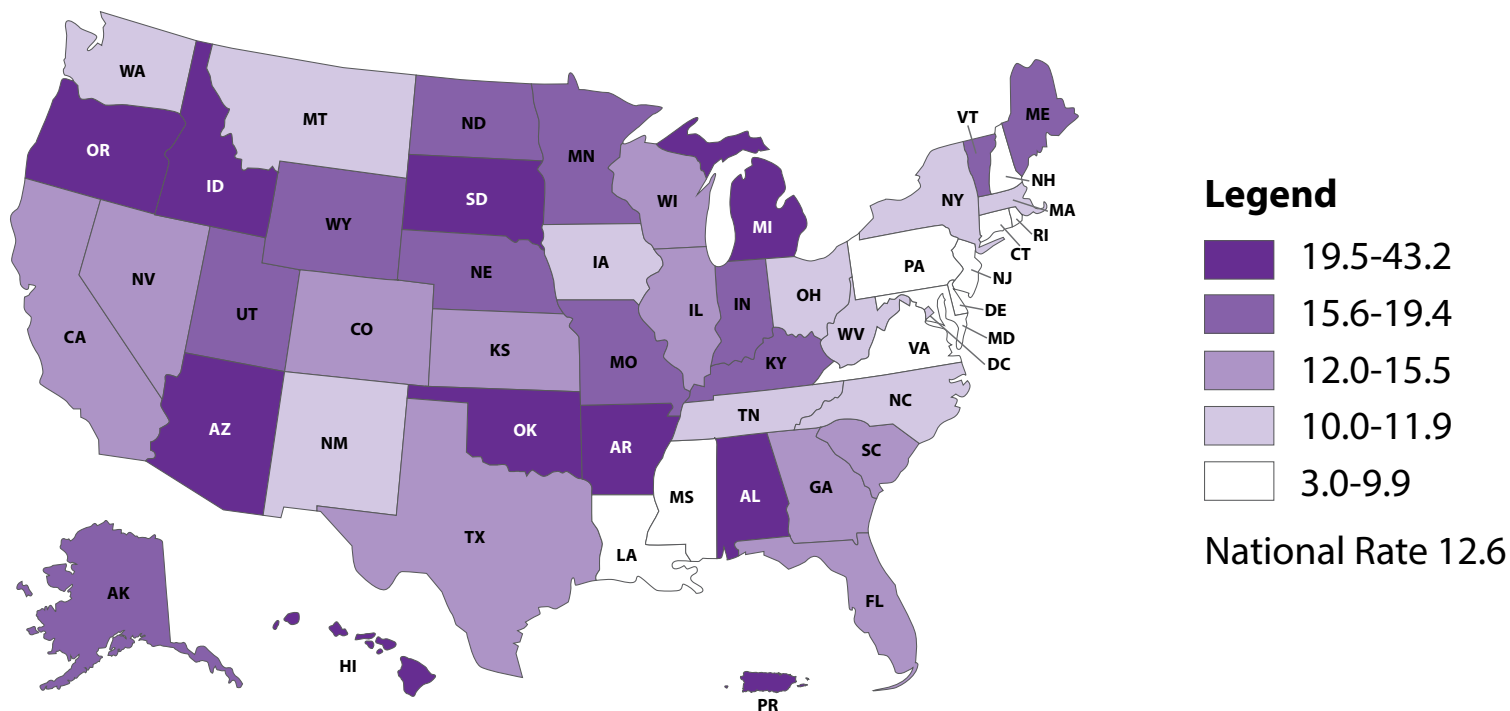 WA
MT
ND
MN
OR
ID
SD
WI
MI
VT
ME
NH
NY
MA
RI
CT
WY
NE
IA
PA
NJ
NV
UT
CO
IL
IN
OH
DE
MD
DC
CA
KS
MO
WV
VA
KY
AZ
NM
OK
AR
TN
NC
SC
TX
MS
AL
GA
LA
FL
AK
HI
PR
Legend
19.5-43.2
15.6-19.4
12.0-15.5
10.0-11.9
3.0-9.9
National Rate 12.6